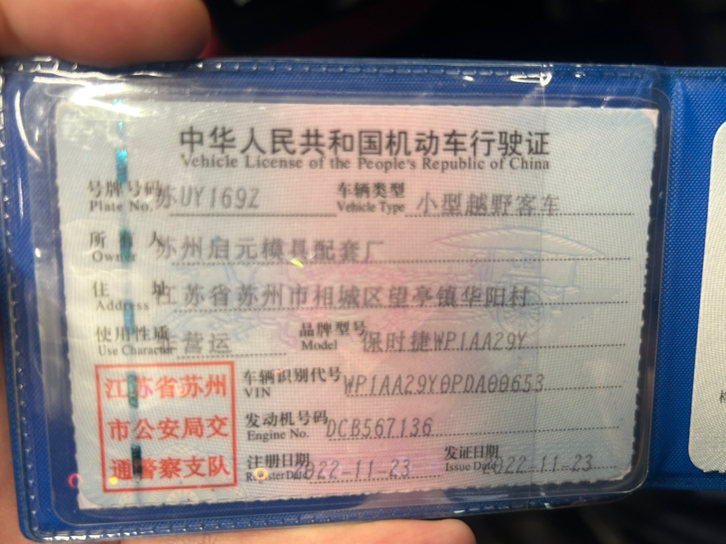 中华人民共和国机动车行驶证
Vehicle License of the People's Republic of China
号牌号码 苏UY169Z 车辆类型 小型越野客车
Plate No. Vehicle Type
所有人 苏州启元模具配套厂
Owner
住址 江苏省苏州市相城区望亭镇华阳村
Address
使用性质 非营运 品牌型号 保时捷WP1AA29Y
Use Character Model
江苏省苏州
市公安局交
通警察支队
车辆识别代号 WP1AA29Y0PDA00653
VIN
发动机号码 DCB567136
Engine No.
注册日期 2022-11-23 发证日期 2022-11-23
Register Date Issue Date